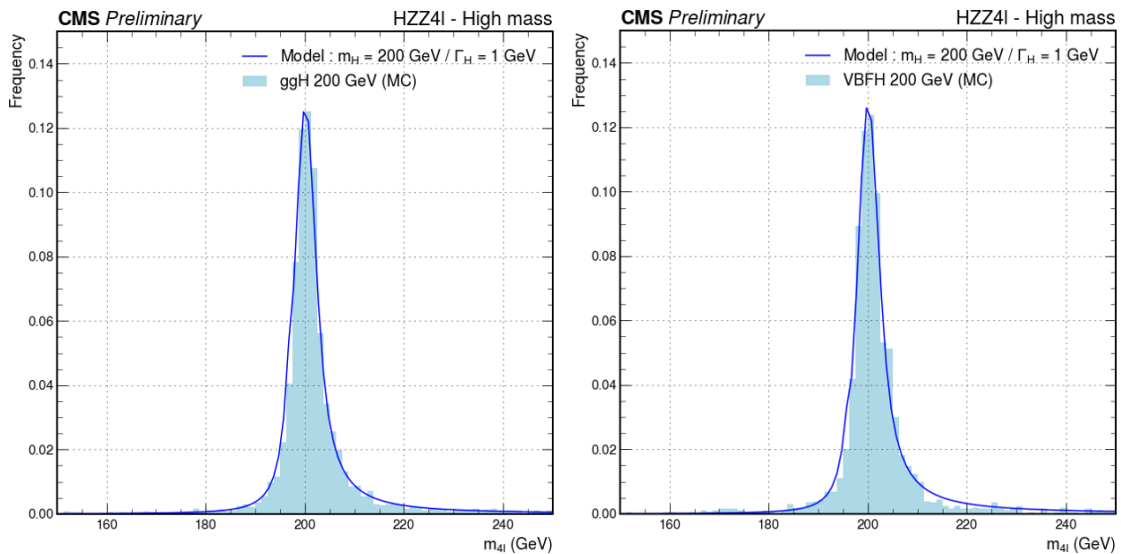 CMS Preliminary HZZ4l - High mass
Model : m_H = 200 GeV / Γ_H = 1 GeV
ggH 200 GeV (MC)
Frequency
0.14
0.12
0.10
0.08
0.06
0.04
0.02
0.00
160 180 200 220 240
m_4l (GeV)
CMS Preliminary HZZ4l - High mass
Model : m_H = 200 GeV / Γ_H = 1 GeV
VBFH 200 GeV (MC)
Frequency
0.14
0.12
0.10
0.08
0.06
0.04
0.02
0.00
160 180 200 220 240
m_4l (GeV)